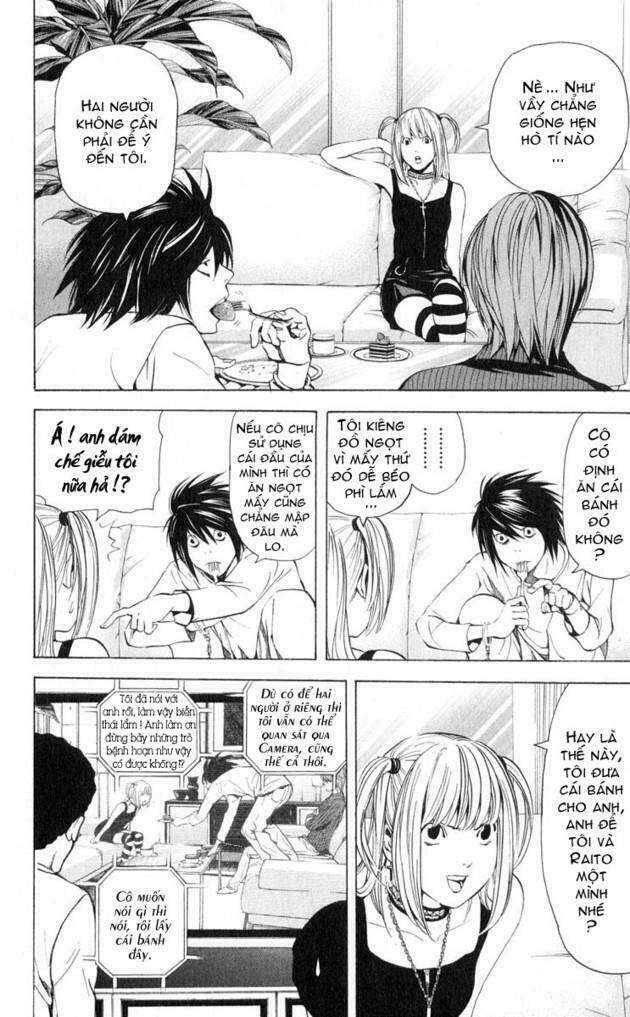 NÈ... NHƯ
VẦY CHẲNG
GIỐNG HẸN
HÒ TÍ NÀO
...
HAI NGƯỜI
KHÔNG CẦN
PHẢI ĐỂ Ý
ĐẾN TÔI.
CÔ
CÓ
ĐỊNH
ĂN CÁI
BÁNH
ĐÓ
KHÔNG
?
TÔI KIÊNG
ĐỒ NGỌT
VÌ MẤY THỨ
ĐÓ DỄ BÉO
PHÌ LẮM
...
NẾU CÔ CHỊU
SỬ DỤNG
CÁI ĐẦU CỦA
MÌNH THÌ CÓ
ĂN NGỌT
MẤY CŨNG
CHẲNG MẬP
ĐÂU MÀ
LO.
Á! anh dám
chế giễu tôi
nữa hả!?
HAY LÀ
THẾ NÀY,
TÔI ĐƯA
CÁI BÁNH
CHO ANH,
ANH ĐỂ
TÔI VÀ
RAITO
MỘT
MÌNH
NHÉ
?
DÙ CÓ ĐỂ HAI
NGƯỜI Ở RIÊNG THÌ
TÔI VẪN CÓ THỂ
QUAN SÁT QUA
CAMERA, CŨNG
THẾ CẢ THÔI.
Tôi đã nói với
anh rồi, làm vậy biến
thái lắm! Anh làm ơn
đừng bày những trò
bệnh hoạn như vậy
có được không!?
CÔ MUỐN
NÓI GÌ THÌ
NÓI, TÔI LẤY
CÁI BÁNH
ĐÂY.